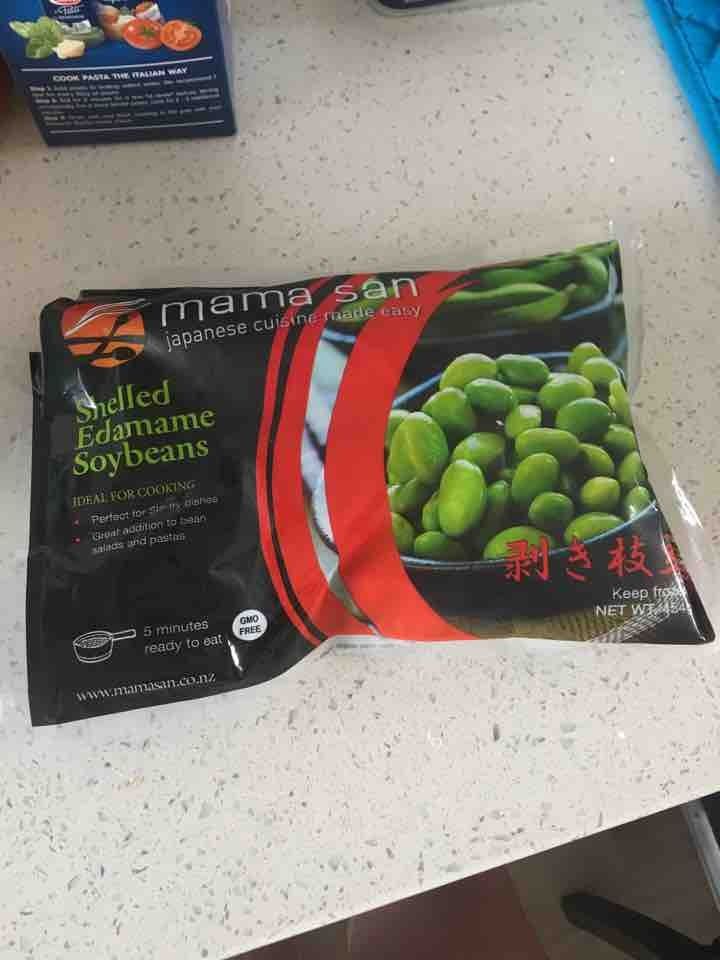 COOK PASTA THE ITALIAN WAY
mama san
japanese cuisine made easy
Shelled
Edamame
Soybeans
IDEAL FOR COOKING
• Perfect for stir-fry dishes
• Great addition to bean
salads and pastas
剥き枝
Keep
NET WT. 454
5 minutes
ready to eat
GMO
FREE
www.mamasan.co.nz